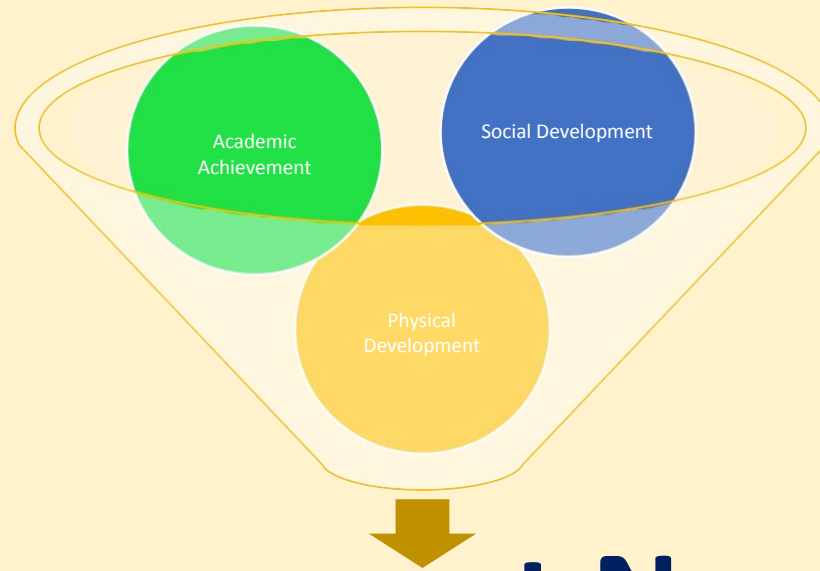 Academic
Achievement
Social Development
Physical
Development